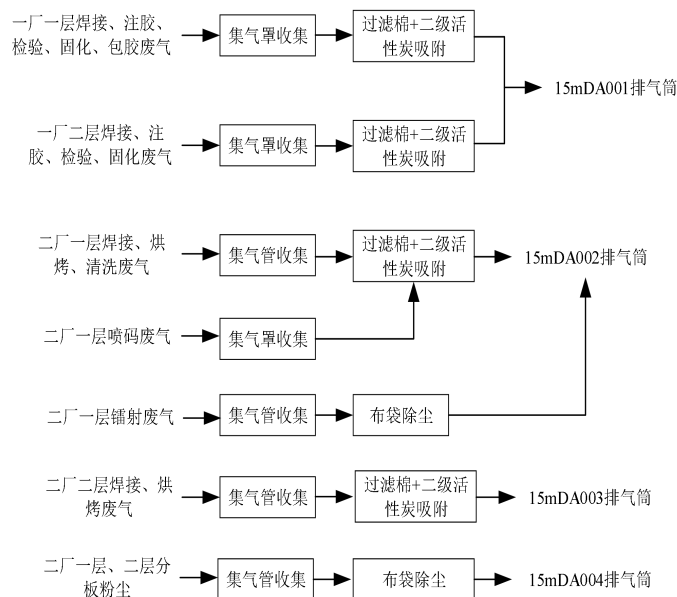 一厂一层焊接、注胶、
检验、固化、包胶废气
集气罩收集
过滤棉+二级活
性炭吸附
15mDA001排气筒
一厂二层焊接、注
胶、检验、固化废气
集气罩收集
过滤棉+二级活
性炭吸附
二厂一层焊接、烘
烤、清洗废气
集气管收集
过滤棉+二级活
性炭吸附
15mDA002排气筒
二厂一层喷码废气
集气罩收集
二厂一层镭射废气
集气管收集
布袋除尘
二厂二层焊接、烘
烤废气
集气管收集
过滤棉+二级活
性炭吸附
15mDA003排气筒
二厂一层、二层分
板粉尘
集气管收集
布袋除尘
15mDA004排气筒